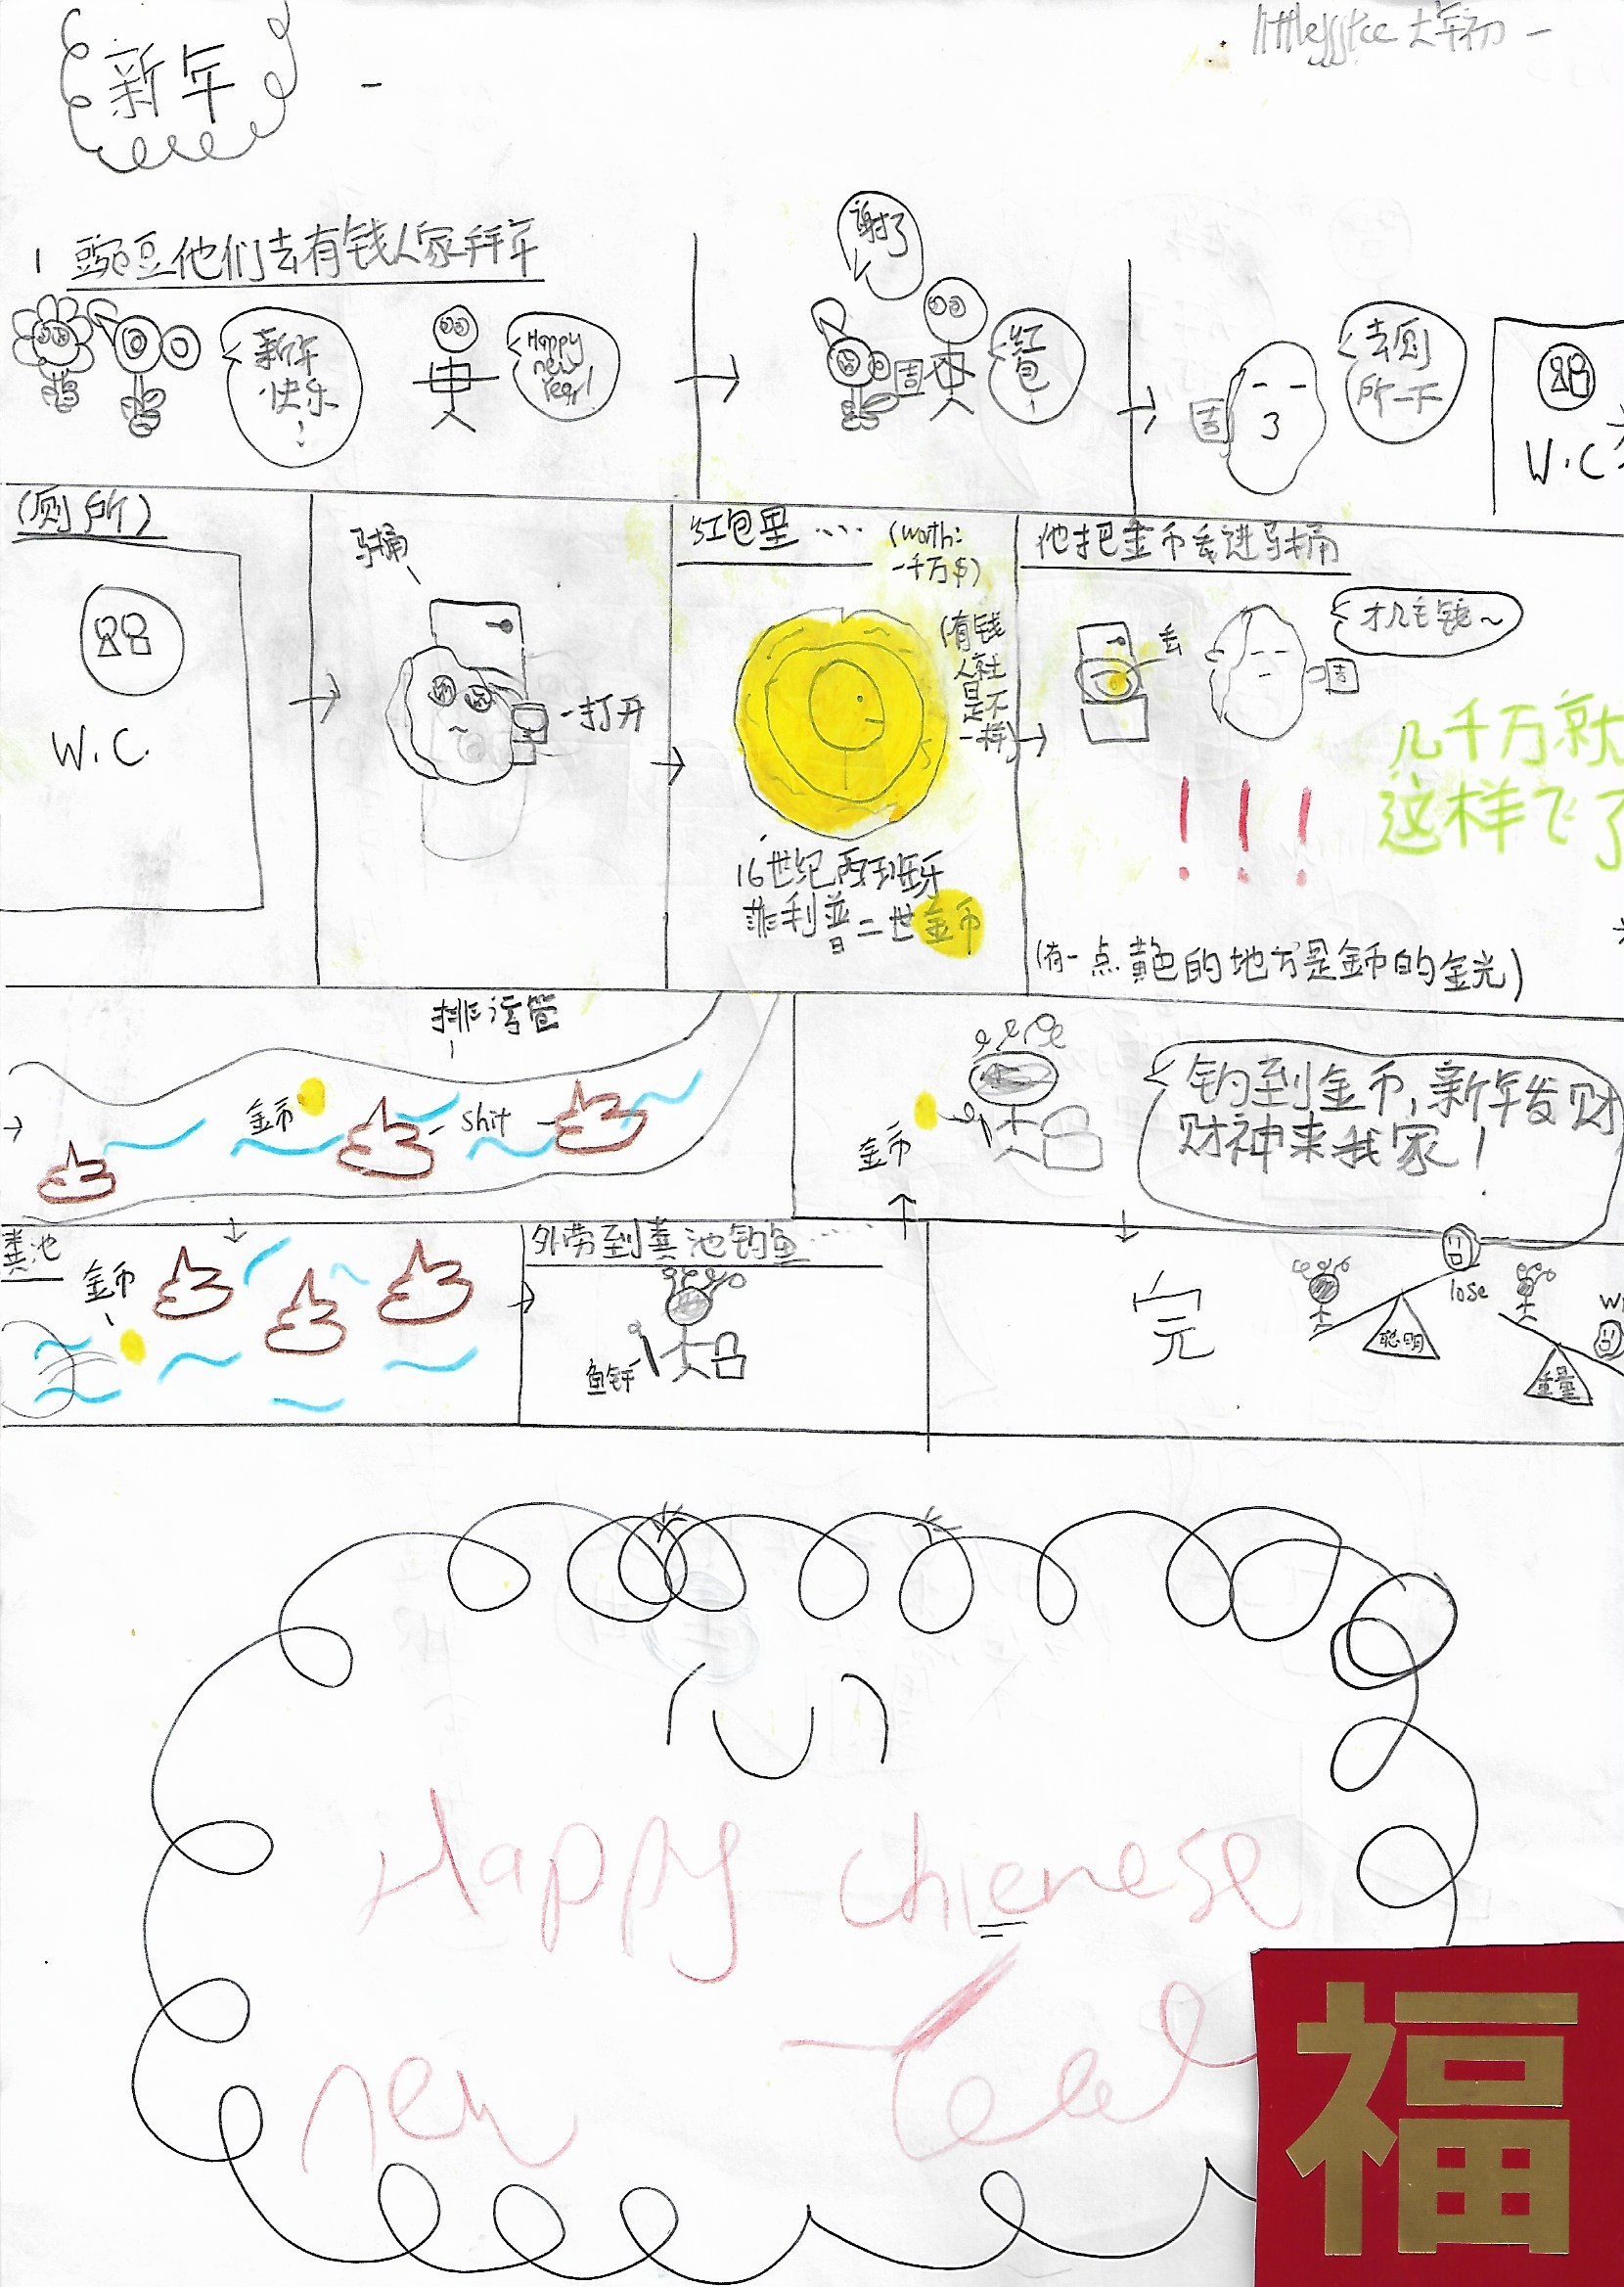 大年初一
新年
1 豌豆他们去有钱人家拜年
新年
快乐
!
Happy
new
Year!
谢了
红
包!
去厕
所一下
W.C
(厕所)
W.C.
马桶
打开
红包里……
(worth:
一千万$)
(有钱
人就
是不
一样)
16世纪西班牙
菲利普二世金币
他把金币丢进马桶
丢
才几毛钱~
!!!
几千万就
这样飞了
(有一点黄色的地方是金币的金光)
排污管
金币
shit
金币
钓到金币,新年发财
财神来我家!
粪池
金币
外劳到粪池钓鱼……
鱼钎
完
聪明
lose
重量
Happy chienese
new Year
福